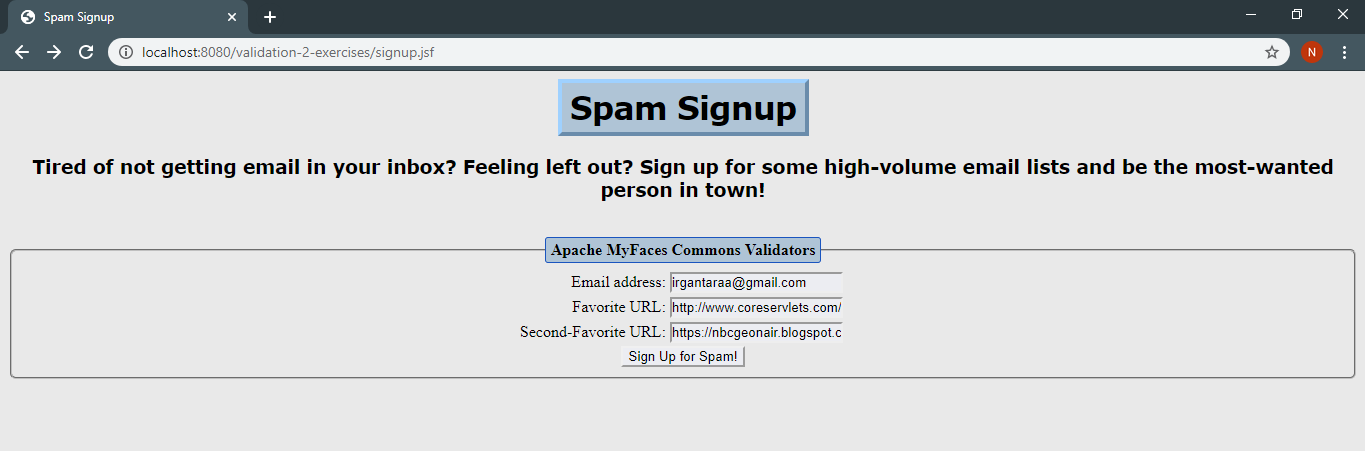 Spam Signup
localhost:8080/validation-2-exercises/signup.jsf
N
Spam Signup
Tired of not getting email in your inbox? Feeling left out? Sign up for some high-volume email lists and be the most-wanted
person in town!
Apache MyFaces Commons Validators
Email address: irgantaraa@gmail.com
Favorite URL: http://www.coreservlets.com/
Second-Favorite URL: https://nbcgeonair.blogspot.c
Sign Up for Spam!